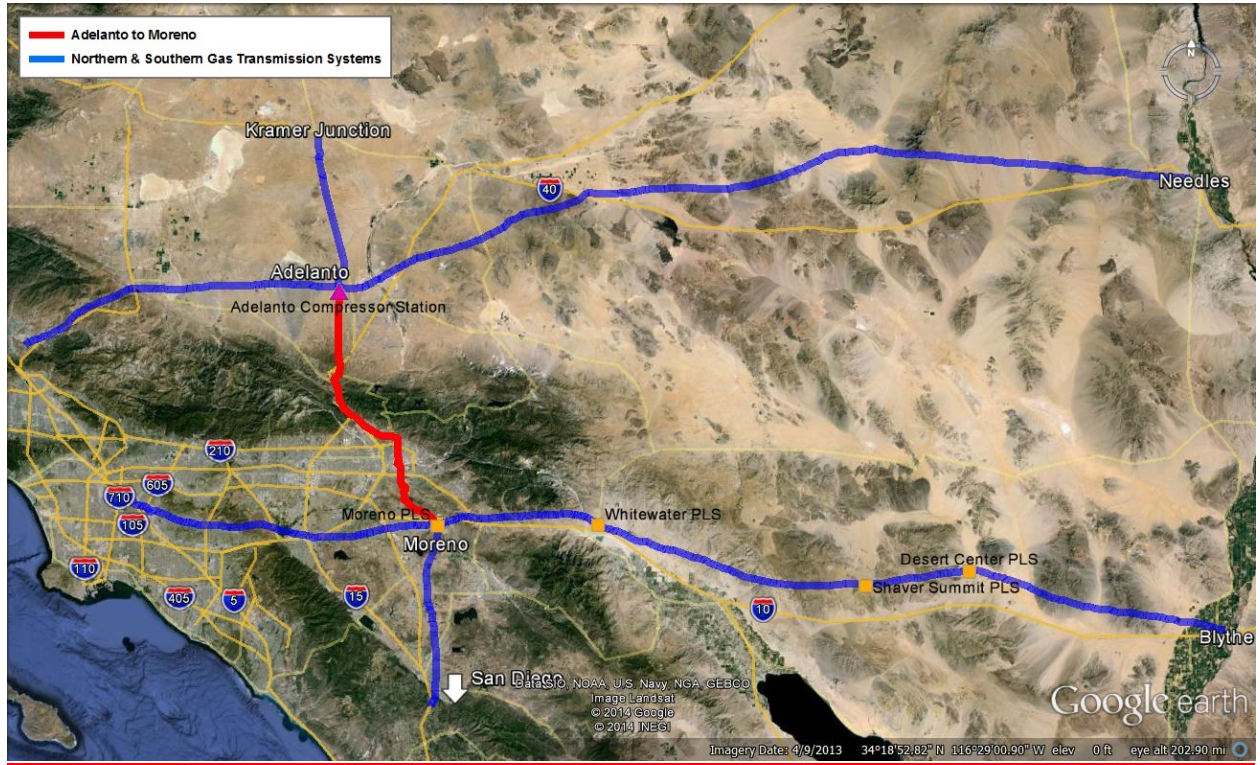 Adelanto to Moreno
Northern & Southern Gas Transmission Systems
N
Kramer Junction
40
Needles
Adelanto
Adelanto Compressor Station
210
605
710
105
Moreno PLS
Whitewater PLS
Moreno
Desert Center PLS
110
Shaver Summit PLS
405
5
15
10
Blythe
San Diego
Data SIO, NOAA, U.S. Navy, NGA, GEBCO
Image Landsat
© 2014 Google
© 2014 INEGI
Google earth
Imagery Date: 4/9/2013 34°18'52.82" N 116°29'00.90" W elev 0 ft eye alt 202.90 mi